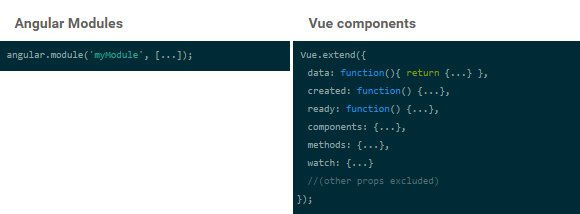 Angular Modules
angular.module('myModule', [...]);
Vue components
Vue.extend({
data: function(){ return {...} },
created: function() {...},
ready: function() {...},
components: {...},
methods: {...},
watch: {...}
//(other props excluded)
});